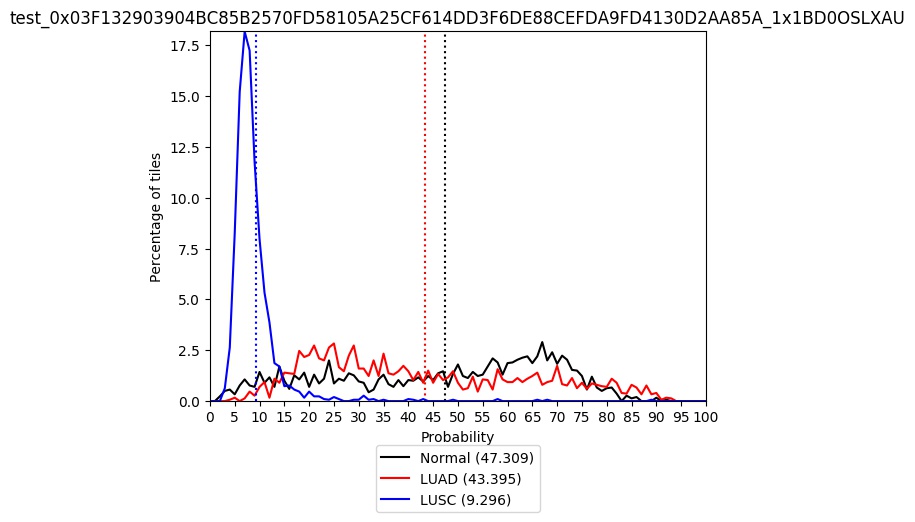 test_0x03F132903904BC85B2570FD58105A25CF614DD3F6DE88CEFDA9FD4130D2AA85A_1x1BD0OSLXAU
17.5
15.0
12.5
10.0
7.5
5.0
2.5
0.0
Percentage of tiles
0 5 10 15 20 25 30 35 40 45 50 55 60 65 70 75 80 85 90 95 100
Probability
Normal (47.309)
LUAD (43.395)
LUSC (9.296)